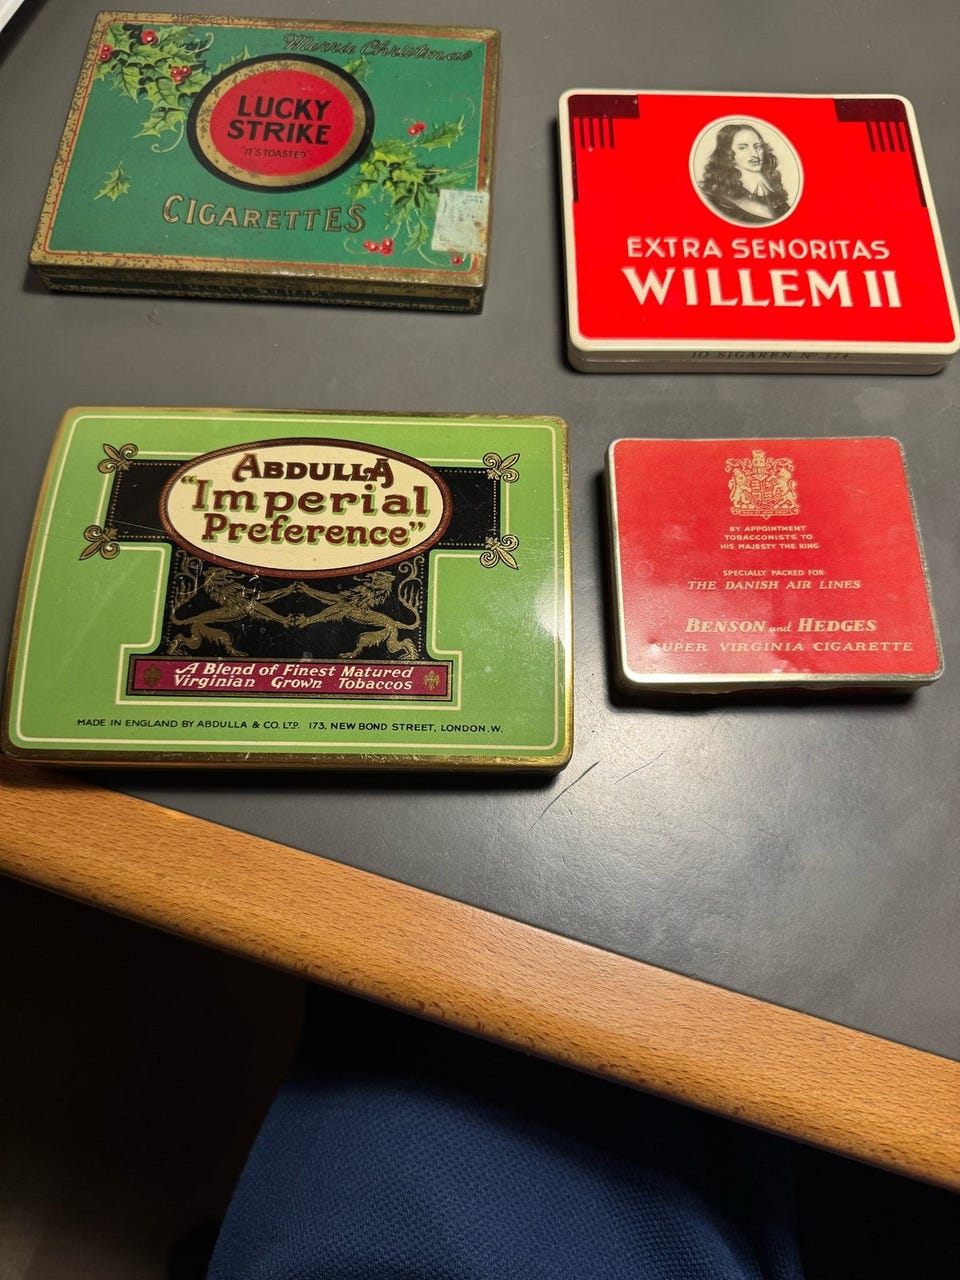 Merrie Christmas
LUCKY
STRIKE
"IT'S TOASTED"
CIGARETTES
EXTRA SENORITAS
WILLEM II
10 SIGAREN No 574
ABDULLA
"Imperial
Preference"
A Blend of Finest Matured
Virginian Grown Tobaccos
MADE IN ENGLAND BY ABDULLA & CO. LTD. 173, NEW BOND STREET, LONDON, W.
BY APPOINTMENT
TOBACCONISTS TO
HIS MAJESTY THE KING
SPECIALLY PACKED FOR
THE DANISH AIR LINES
BENSON and HEDGES
SUPER VIRGINIA CIGARETTE